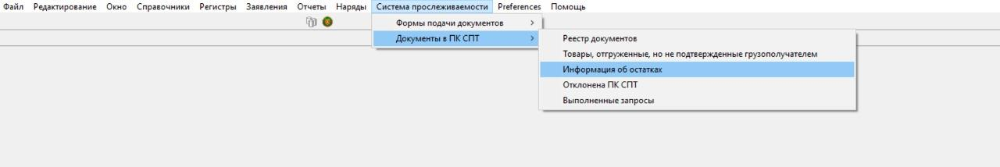 Файл Редактирование Окно Справочники Регистры Заявления Отчеты Наряды Система прослеживаемости Preferences Помощь
Формы подачи документов
Документы в ПК СПТ
Реестр документов
Товары, отгруженные, но не подтвержденные грузополучателем
Информация об остатках
Отклонена ПК СПТ
Выполненные запросы